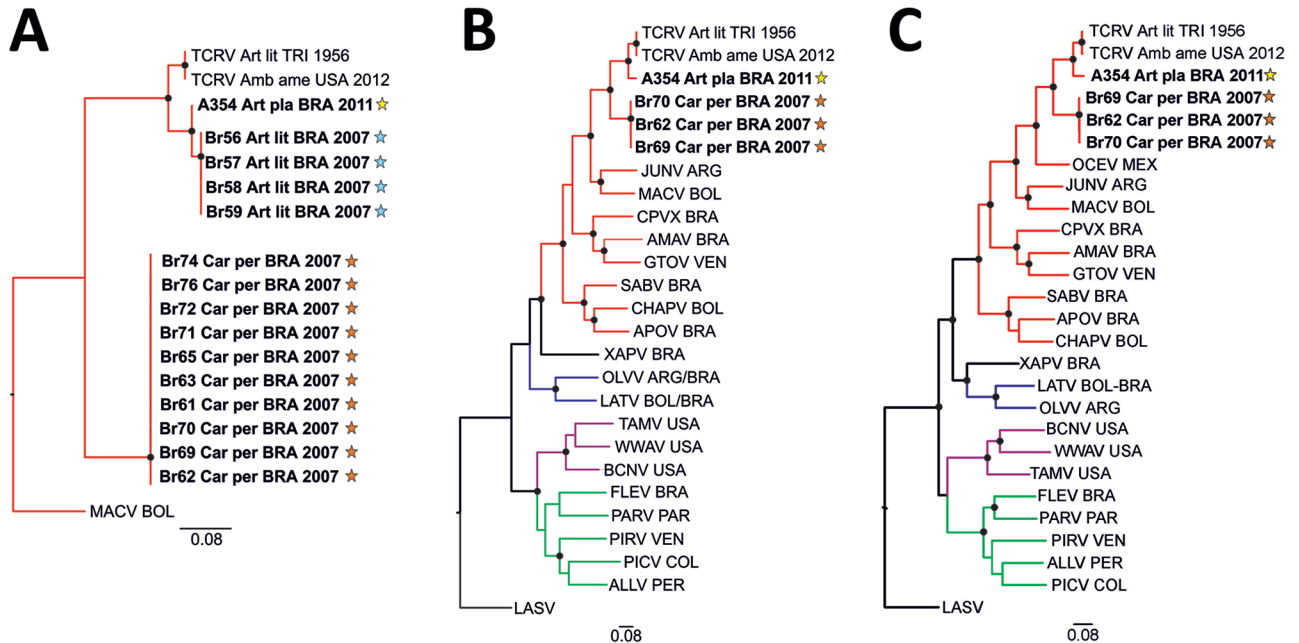 A
TCRV Art lit TRI 1956
TCRV Amb ame USA 2012
A354 Art pla BRA 2011
Br56 Art lit BRA 2007
Br57 Art lit BRA 2007
Br58 Art lit BRA 2007
Br59 Art lit BRA 2007
Br74 Car per BRA 2007
Br76 Car per BRA 2007
Br72 Car per BRA 2007
Br71 Car per BRA 2007
Br65 Car per BRA 2007
Br63 Car per BRA 2007
Br61 Car per BRA 2007
Br70 Car per BRA 2007
Br69 Car per BRA 2007
Br62 Car per BRA 2007
MACV BOL
0.08
B
TCRV Art lit TRI 1956
TCRV Amb ame USA 2012
A354 Art pla BRA 2011
Br70 Car per BRA 2007
Br62 Car per BRA 2007
Br69 Car per BRA 2007
JUNV ARG
MACV BOL
CPVX BRA
AMAV BRA
GTOV VEN
SABV BRA
CHAPV BOL
APOV BRA
XAPV BRA
OLVV ARG/BRA
LATV BOL/BRA
TAMV USA
WWAV USA
BCNV USA
FLEV BRA
PARV PAR
PIRV VEN
PICV COL
ALLV PER
LASV
0.08
C
TCRV Art lit TRI 1956
TCRV Amb ame USA 2012
A354 Art pla BRA 2011
Br69 Car per BRA 2007
Br62 Car per BRA 2007
Br70 Car per BRA 2007
OCEV MEX
JUNV ARG
MACV BOL
CPVX BRA
AMAV BRA
GTOV VEN
SABV BRA
APOV BRA
CHAPV BOL
XAPV BRA
LATV BOL-BRA
OLVV ARG
BCNV USA
WWAV USA
TAMV USA
FLEV BRA
PARV PAR
PIRV VEN
ALLV PER
PICV COL
LASV
0.08